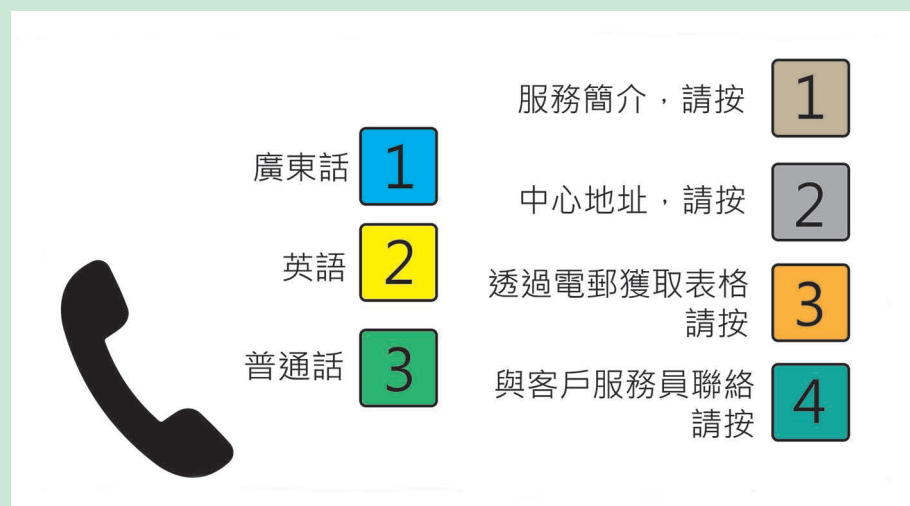 廣東話 1
英語 2
普通話 3
服務簡介，請按 1
中心地址，請按 2
透過電郵獲取表格
請按 3
與客戶服務員聯絡
請按 4